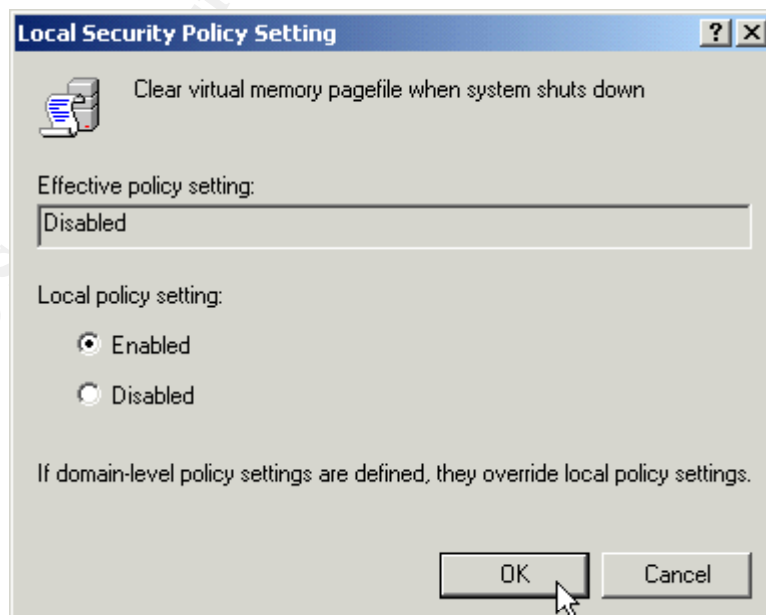 Local Security Policy Setting
Clear virtual memory pagefile when system shuts down
Effective policy setting:
Disabled
Local policy setting:
Enabled
Disabled
If domain-level policy settings are defined, they override local policy settings.
OK Cancel